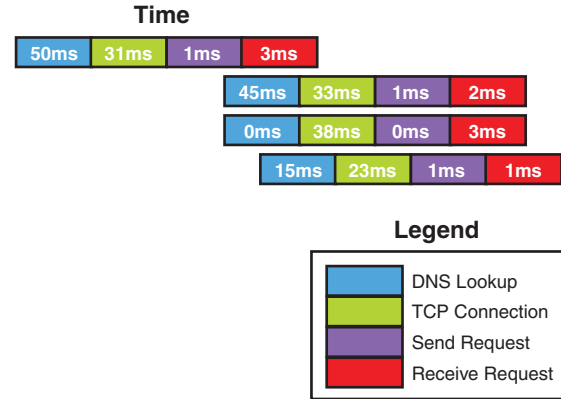 Time
50ms 31ms 1ms 3ms
45ms 33ms 1ms 2ms
0ms 38ms 0ms 3ms
15ms 23ms 1ms 1ms
Legend
DNS Lookup
TCP Connection
Send Request
Receive Request